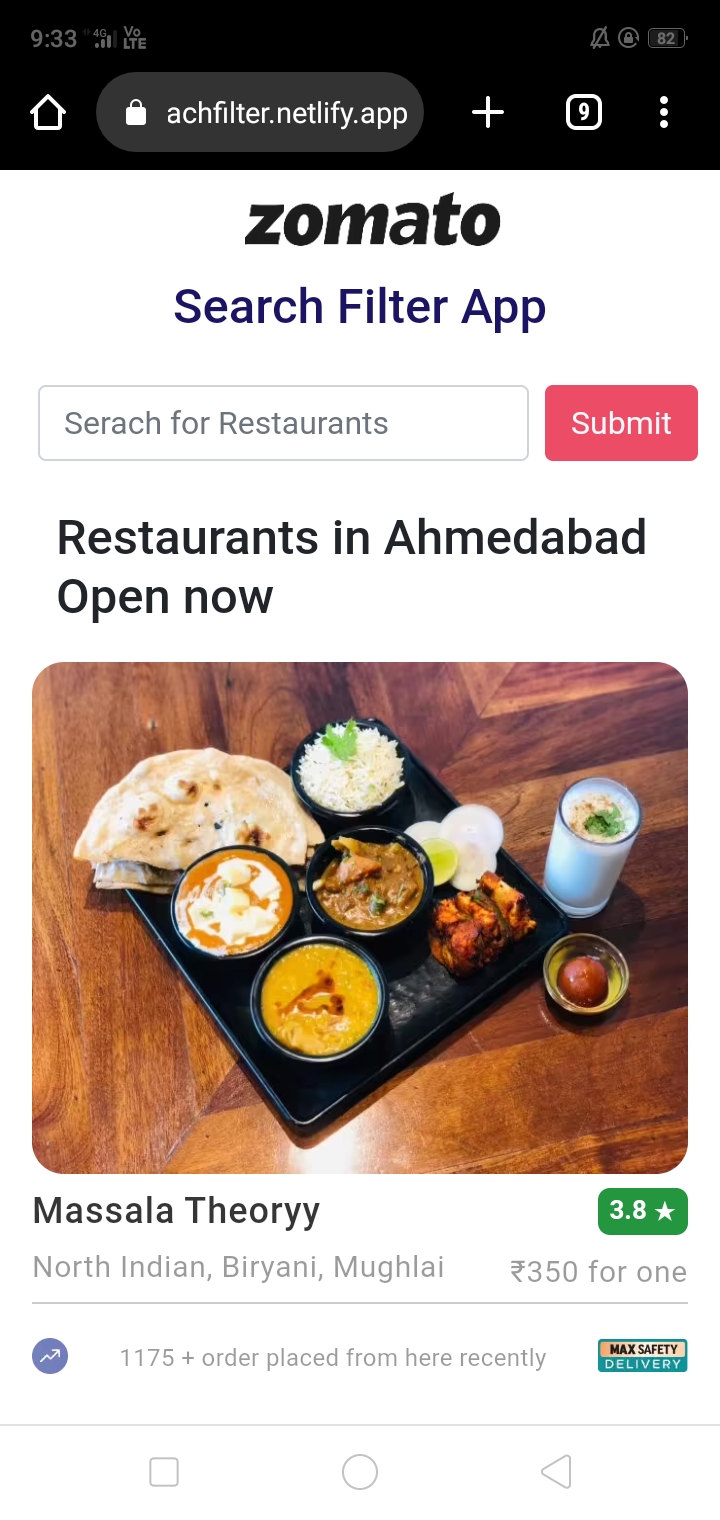 9:33 4G Vo LTE 82
achfilter.netlify.app 9
zomato
Search Filter App
Serach for Restaurants Submit
Restaurants in Ahmedabad
Open now
Massala Theoryy 3.8 ★
North Indian, Biryani, Mughlai ₹350 for one
1175 + order placed from here recently MAX SAFETY
DELIVERY